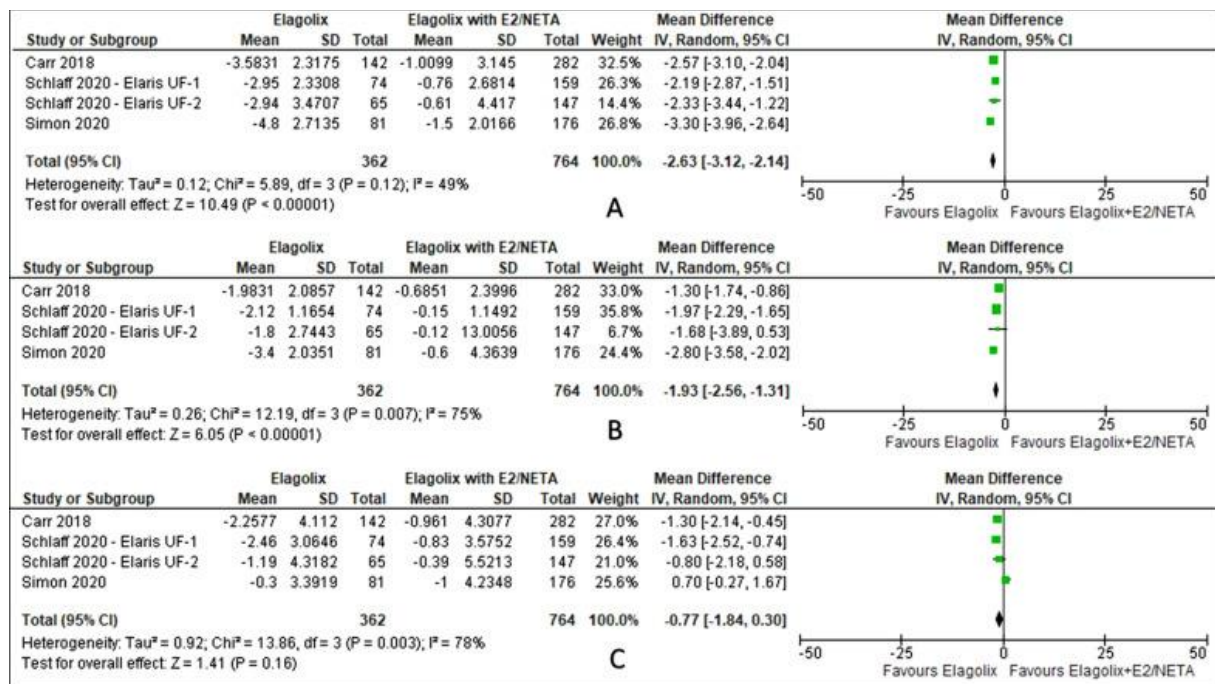 Elagolix Elagolix with E2/NETA Mean Difference Mean Difference
Study or Subgroup Mean SD Total Mean SD Total Weight IV, Random, 95% CI IV, Random, 95% CI
Carr 2018 -3.5831 2.3175 142 -1.0099 3.145 282 32.5% -2.57 [-3.10, -2.04]
Schlaff 2020 - Elaris UF-1 -2.95 2.3308 74 -0.76 2.6814 159 26.3% -2.19 [-2.87, -1.51]
Schlaff 2020 - Elaris UF-2 -2.94 3.4707 65 -0.61 4.417 147 14.4% -2.33 [-3.44, -1.22]
Simon 2020 -4.8 2.7135 81 -1.5 2.0166 176 26.8% -3.30 [-3.96, -2.64]
Total (95% CI) 362 764 100.0% -2.63 [-3.12, -2.14]
Heterogeneity: Tau² = 0.12; Chi² = 5.89, df = 3 (P = 0.12); I² = 49%
Test for overall effect: Z = 10.49 (P < 0.00001)
A
-50 -25 0 25 50
Favours Elagolix Favours Elagolix+E2/NETA
Elagolix Elagolix with E2/NETA Mean Difference Mean Difference
Study or Subgroup Mean SD Total Mean SD Total Weight IV, Random, 95% CI IV, Random, 95% CI
Carr 2018 -1.9831 2.0857 142 -0.6851 2.3996 282 33.0% -1.30 [-1.74, -0.86]
Schlaff 2020 - Elaris UF-1 -2.12 1.1654 74 -0.15 1.1492 159 35.8% -1.97 [-2.29, -1.65]
Schlaff 2020 - Elaris UF-2 -1.8 2.7443 65 -0.12 13.0056 147 6.7% -1.68 [-3.89, 0.53]
Simon 2020 -3.4 2.0351 81 -0.6 4.3639 176 24.4% -2.80 [-3.58, -2.02]
Total (95% CI) 362 764 100.0% -1.93 [-2.56, -1.31]
Heterogeneity: Tau² = 0.26; Chi² = 12.19, df = 3 (P = 0.007); I² = 75%
Test for overall effect: Z = 6.05 (P < 0.00001)
B
-50 -25 0 25 50
Favours Elagolix Favours Elagolix+E2/NETA
Elagolix Elagolix with E2/NETA Mean Difference Mean Difference
Study or Subgroup Mean SD Total Mean SD Total Weight IV, Random, 95% CI IV, Random, 95% CI
Carr 2018 -2.2577 4.112 142 -0.961 4.3077 282 27.0% -1.30 [-2.14, -0.45]
Schlaff 2020 - Elaris UF-1 -2.46 3.0646 74 -0.83 3.5752 159 26.4% -1.63 [-2.52, -0.74]
Schlaff 2020 - Elaris UF-2 -1.19 4.3182 65 -0.39 5.5213 147 21.0% -0.80 [-2.18, 0.58]
Simon 2020 -0.3 3.3919 81 -1 4.2348 176 25.6% 0.70 [-0.27, 1.67]
Total (95% CI) 362 764 100.0% -0.77 [-1.84, 0.30]
Heterogeneity: Tau² = 0.92; Chi² = 13.86, df = 3 (P = 0.003); I² = 78%
Test for overall effect: Z = 1.41 (P = 0.16)
C
-50 -25 0 25 50
Favours Elagolix Favours Elagolix+E2/NETA